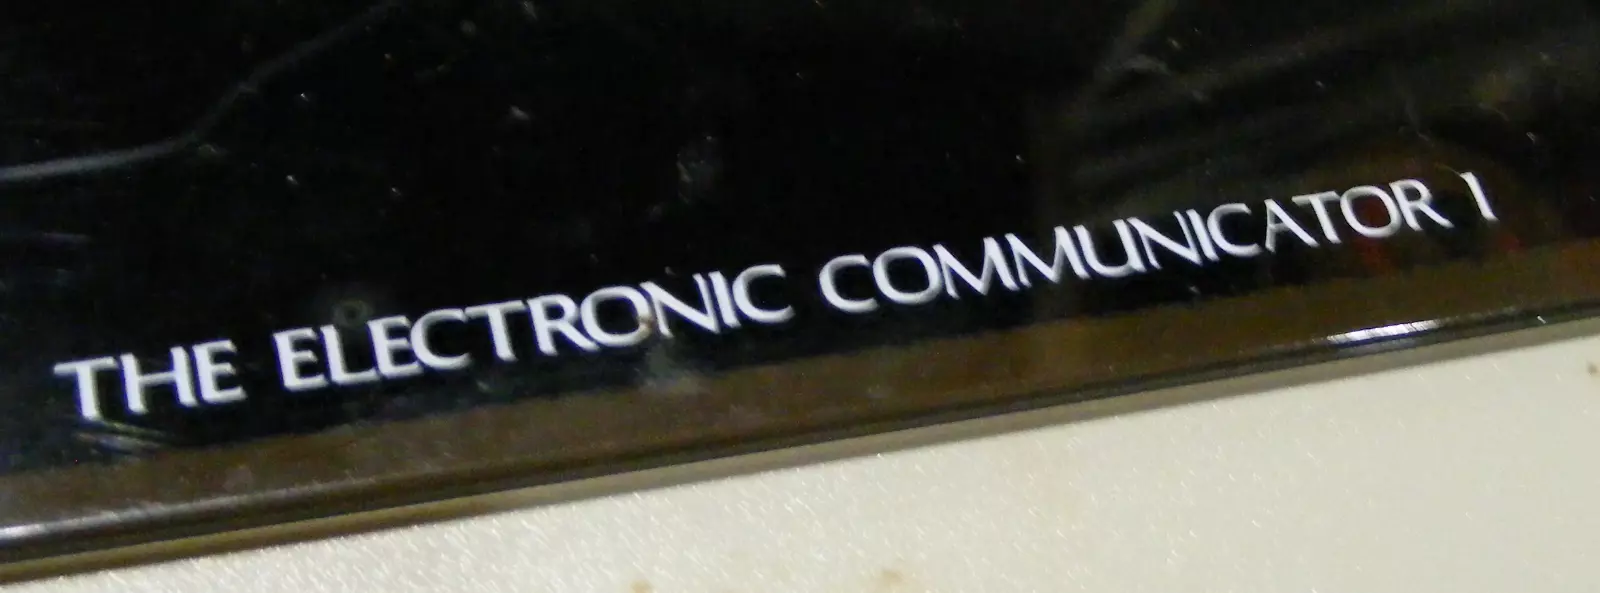 THE ELECTRONIC COMMUNICATOR 1